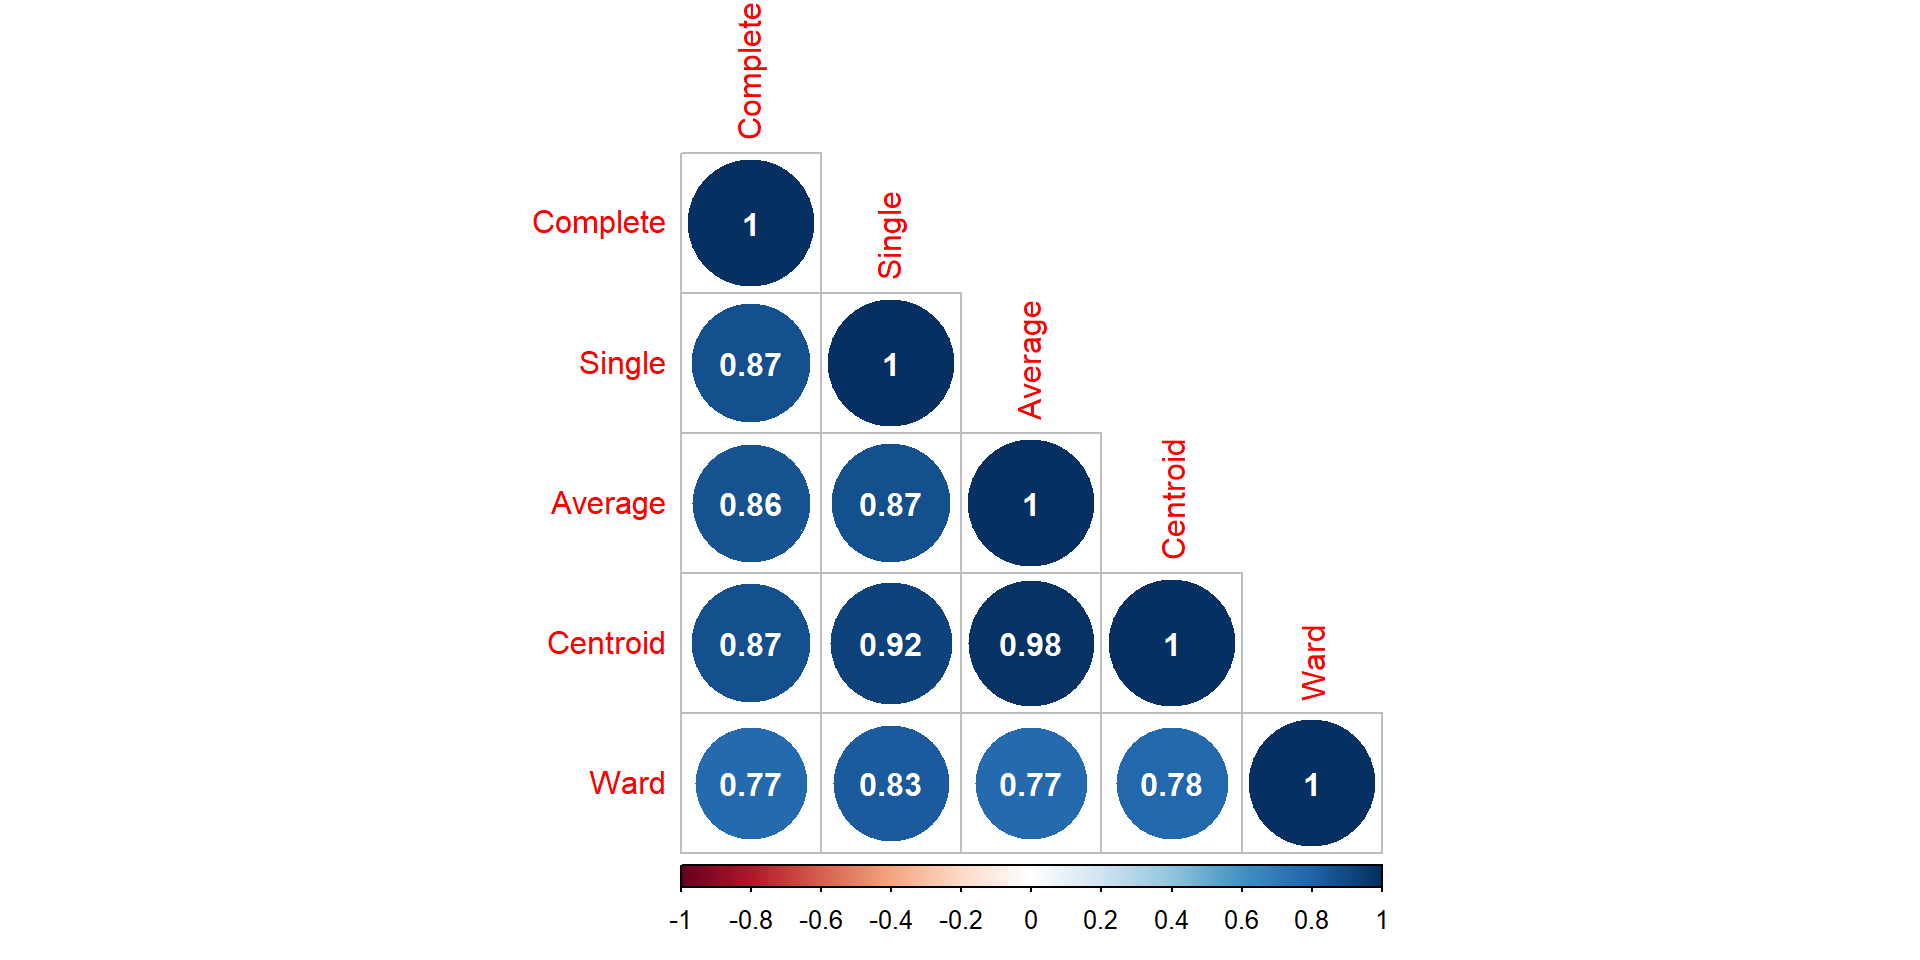 Complete
Complete 1 Single
Single 0.87 1 Average
Average 0.86 0.87 1 Centroid
Centroid 0.87 0.92 0.98 1 Ward
Ward 0.77 0.83 0.77 0.78 1
-1 -0.8 -0.6 -0.4 -0.2 0 0.2 0.4 0.6 0.8 1